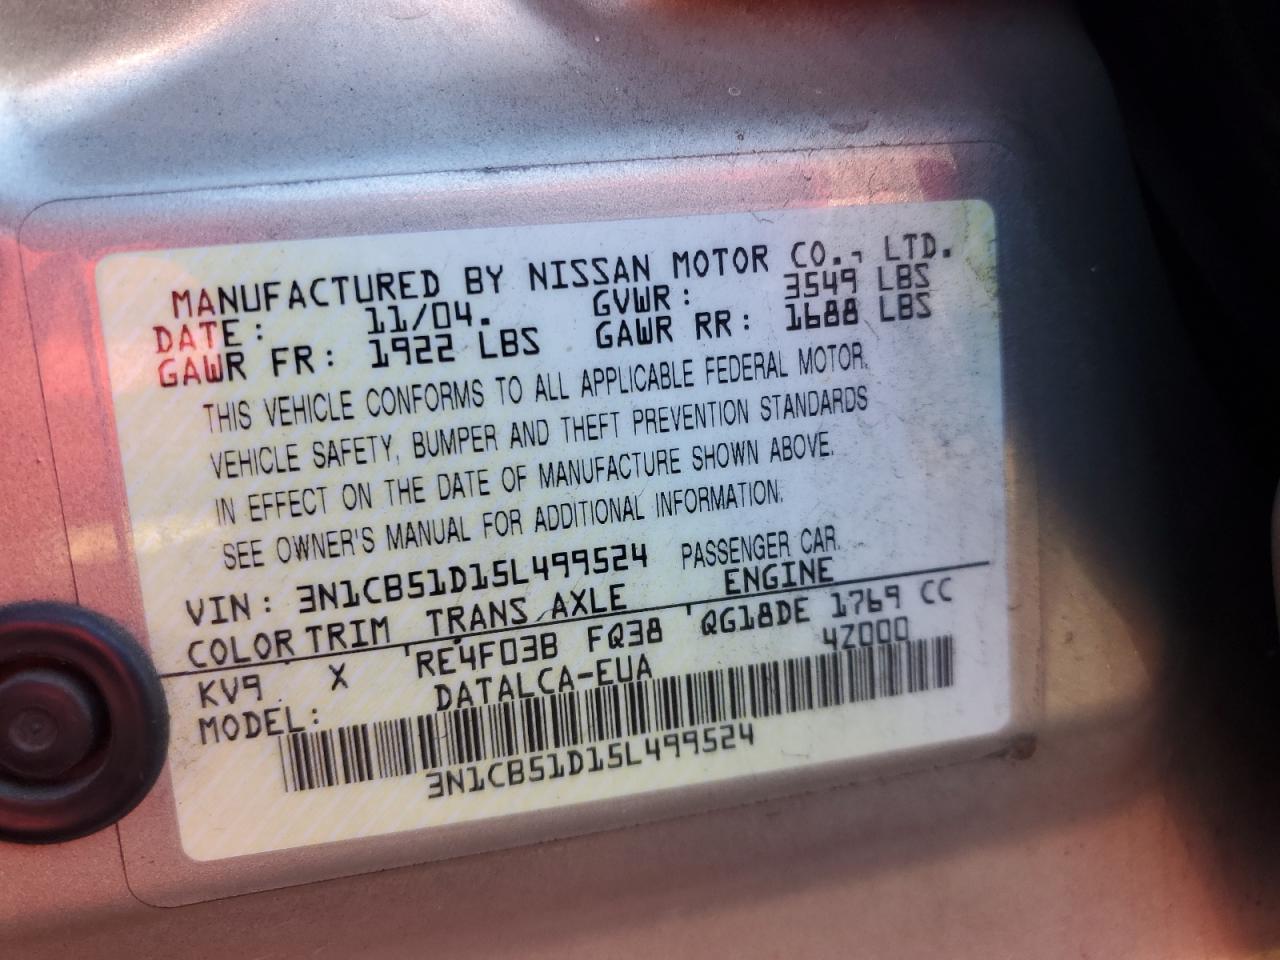 MANUFACTURED BY NISSAN MOTOR CO., LTD.
DATE: 11/04. GVWR: 3549 LBS
GAWR FR: 1922 LBS GAWR RR: 1688 LBS
THIS VEHICLE CONFORMS TO ALL APPLICABLE FEDERAL MOTOR
VEHICLE SAFETY, BUMPER AND THEFT PREVENTION STANDARDS
IN EFFECT ON THE DATE OF MANUFACTURE SHOWN ABOVE.
SEE OWNER'S MANUAL FOR ADDITIONAL INFORMATION.
VIN: 3N1CB51D15L499524 PASSENGER CAR
COLOR TRIM TRANS AXLE ENGINE
KV9 X RE4F03B FQ38 QG18DE 1769 CC
MODEL: DATALCA-EUA 4Z000
3N1CB51D15L499524